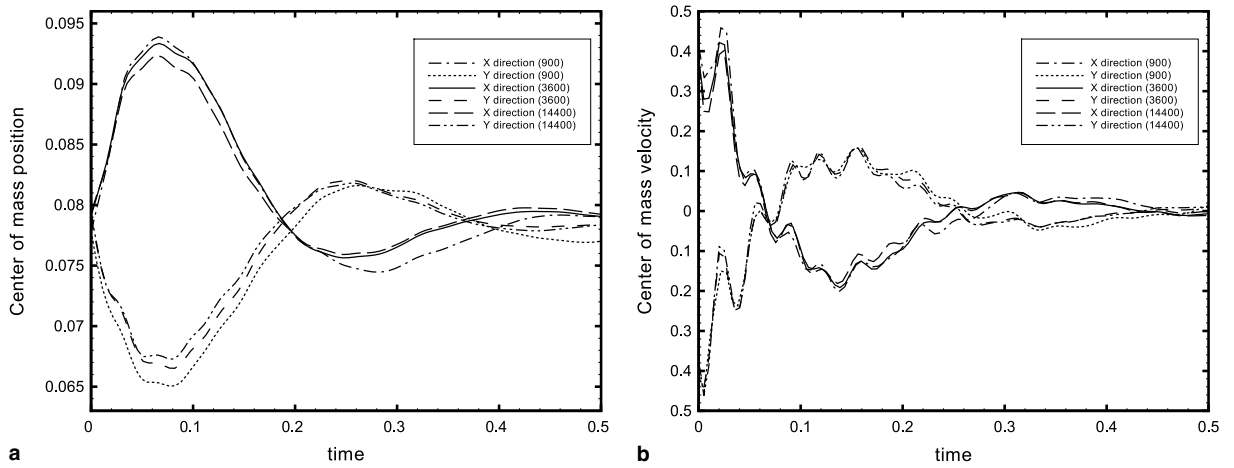 0.095
0.09
0.085
0.08
0.075
0.07
0.065
Center of mass position
X direction (900)
Y direction (900)
X direction (3600)
Y direction (3600)
X direction (14400)
Y direction (14400)
0 0.1 0.2 0.3 0.4 0.5
time
a
0.5
0.4
0.3
0.2
0.1
0
0.1
0.2
0.3
0.4
0.5
Center of mass velocity
X direction (900)
Y direction (900)
X direction (3600)
Y direction (3600)
X direction (14400)
Y direction (14400)
0 0.1 0.2 0.3 0.4 0.5
time
b